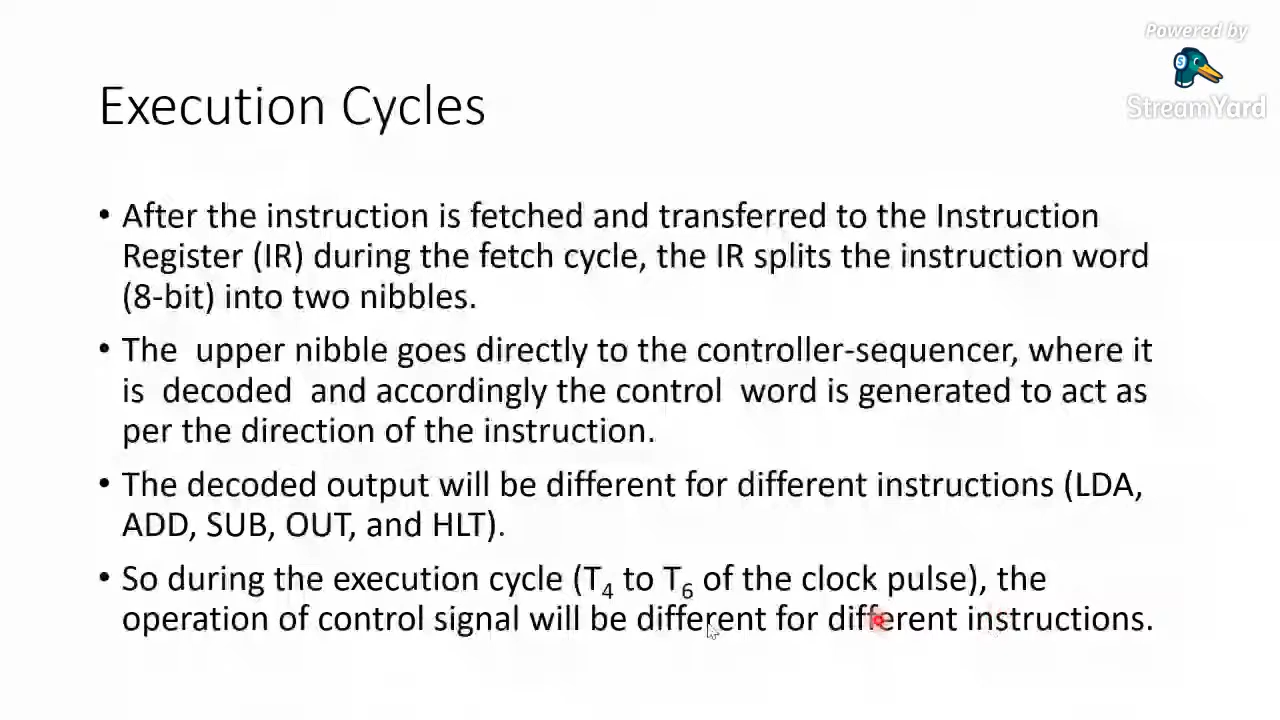 Powered by
StreamYard
Execution Cycles
• After the instruction is fetched and transferred to the Instruction
Register (IR) during the fetch cycle, the IR splits the instruction word
(8-bit) into two nibbles.
• The upper nibble goes directly to the controller-sequencer, where it
is decoded and accordingly the control word is generated to act as
per the direction of the instruction.
• The decoded output will be different for different instructions (LDA,
ADD, SUB, OUT, and HLT).
• So during the execution cycle (T4 to T6 of the clock pulse), the
operation of control signal will be different for different instructions.